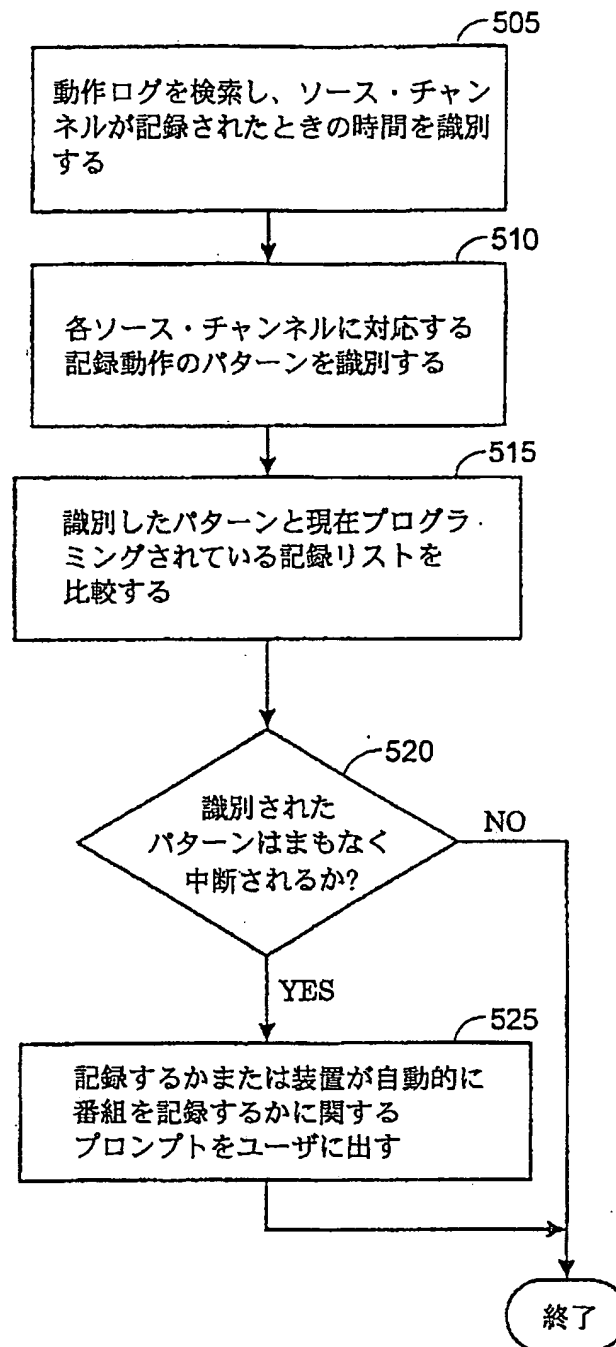 505
動作ログを検索し、ソース・チャン
ネルが記録されたときの時間を識別
する
510
各ソース・チャンネルに対応する
記録動作のパターンを識別する
515
識別したパターンと現在プログラ
ミングされている記録リストを
比較する
520
識別された
パターンはまもなく
中断されるか?
NO
YES
525
記録するかまたは装置が自動的に
番組を記録するかに関する
プロンプトをユーザに出す
終了